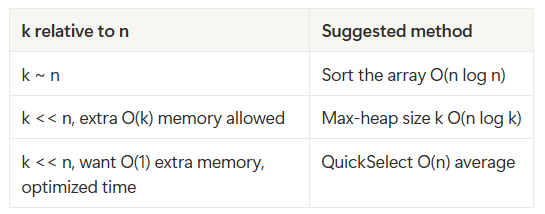 k relative to n
Suggested method
k ~ n
Sort the array O(n log n)
k << n, extra O(k) memory allowed
Max-heap size k O(n log k)
k << n, want O(1) extra memory,
optimized time
QuickSelect O(n) average